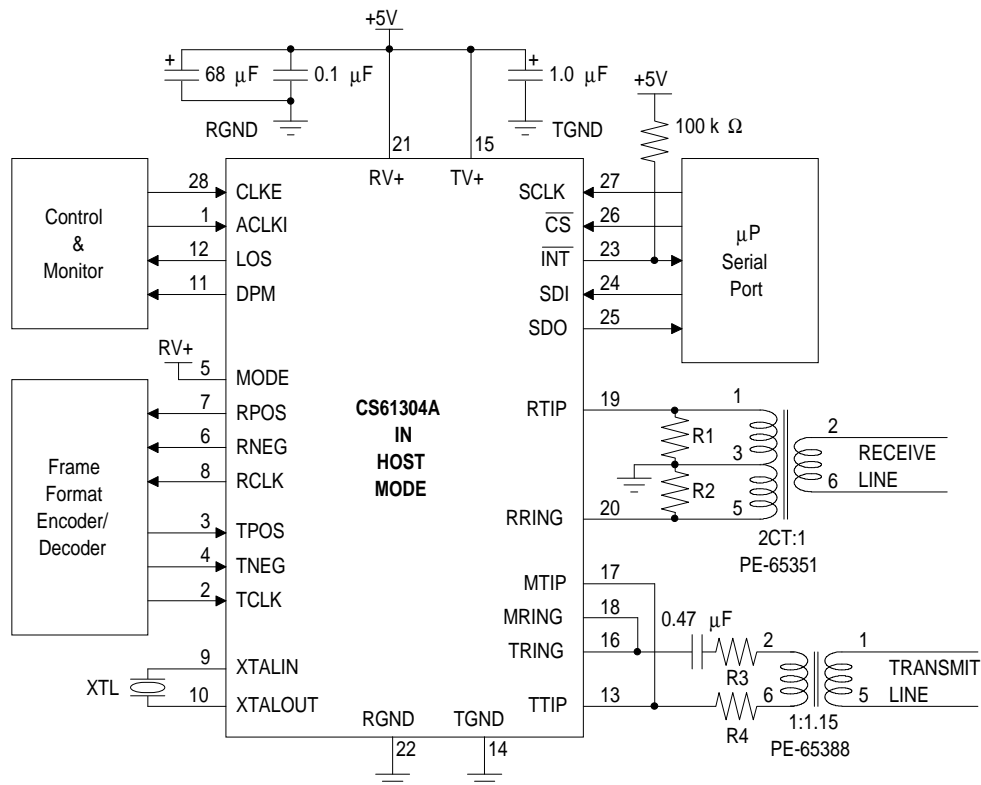 +5V
+
68 μF
0.1 μF
+
1.0 μF
RGND
TGND
+5V
100 k Ω
21
15
RV+
TV+
Control
&
Monitor
28
CLKE
1
ACLKI
12
LOS
11
DPM
SCLK
27
CS
26
INT
23
SDI
24
SDO
25
μP
Serial
Port
RV+
5
MODE
7
RPOS
6
RNEG
8
RCLK
3
TPOS
4
TNEG
2
TCLK
Frame
Format
Encoder/
Decoder
CS61304A
IN
HOST
MODE
RTIP
19
R1
R2
RRING
20
1
3
5
2
6
RECEIVE
LINE
2CT:1
PE-65351
MTIP
17
MRING
18
TRING
16
0.47 μF
R3
TTIP
13
R4
2
6
1
5
TRANSMIT
LINE
1:1.15
PE-65388
9
XTALIN
XTL
10
XTALOUT
RGND
TGND
22
14